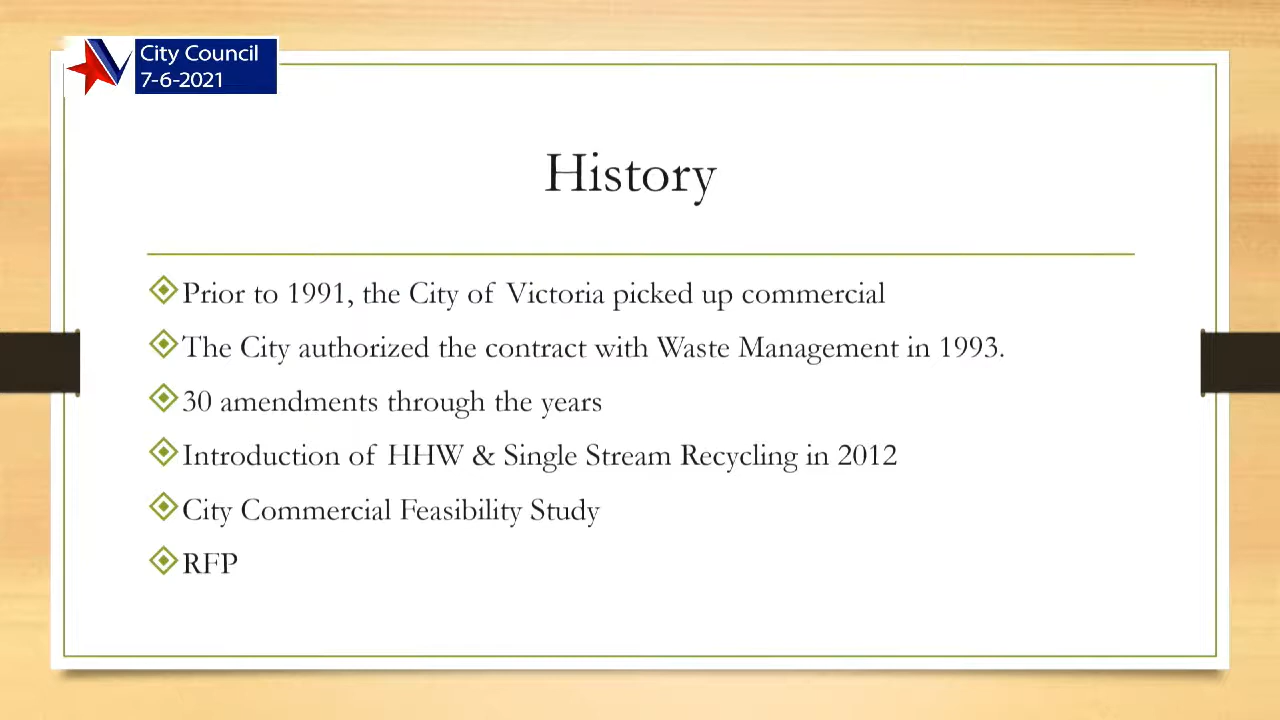 City Council
7-6-2021
History
Prior to 1991, the City of Victoria picked up commercial
The City authorized the contract with Waste Management in 1993.
30 amendments through the years
Introduction of HHW & Single Stream Recycling in 2012
City Commercial Feasibility Study
RFP